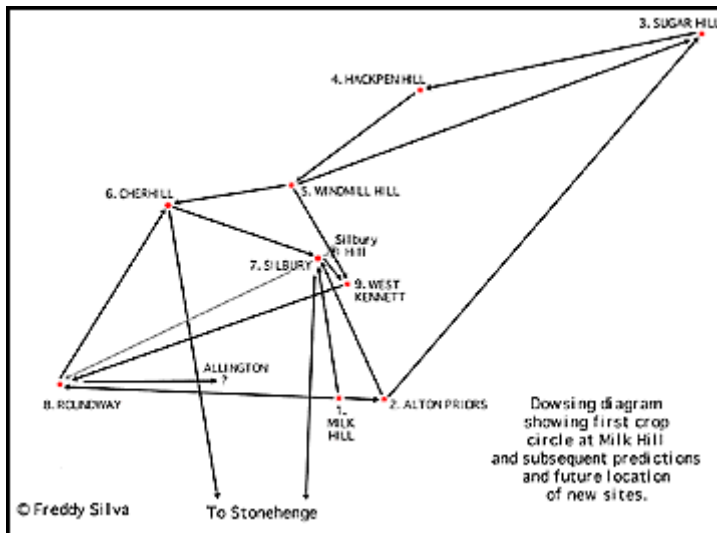 3. SUGAR HILL
4. HACKPEN HILL
6. CHERHILL
5. WINDMILL HILL
Silbury
Hill
7. SILBURY
9. WEST
KENNETT
ALLINGTON
?
8. ROUNDWAY
1.
MILK
HILL
2. ALTON PRIORS
Dowsing diagram
showing first crop
circle at Milk Hill
and subsequent predictions
and future location
of new sites.
© Freddy Silva
To Stonehenge